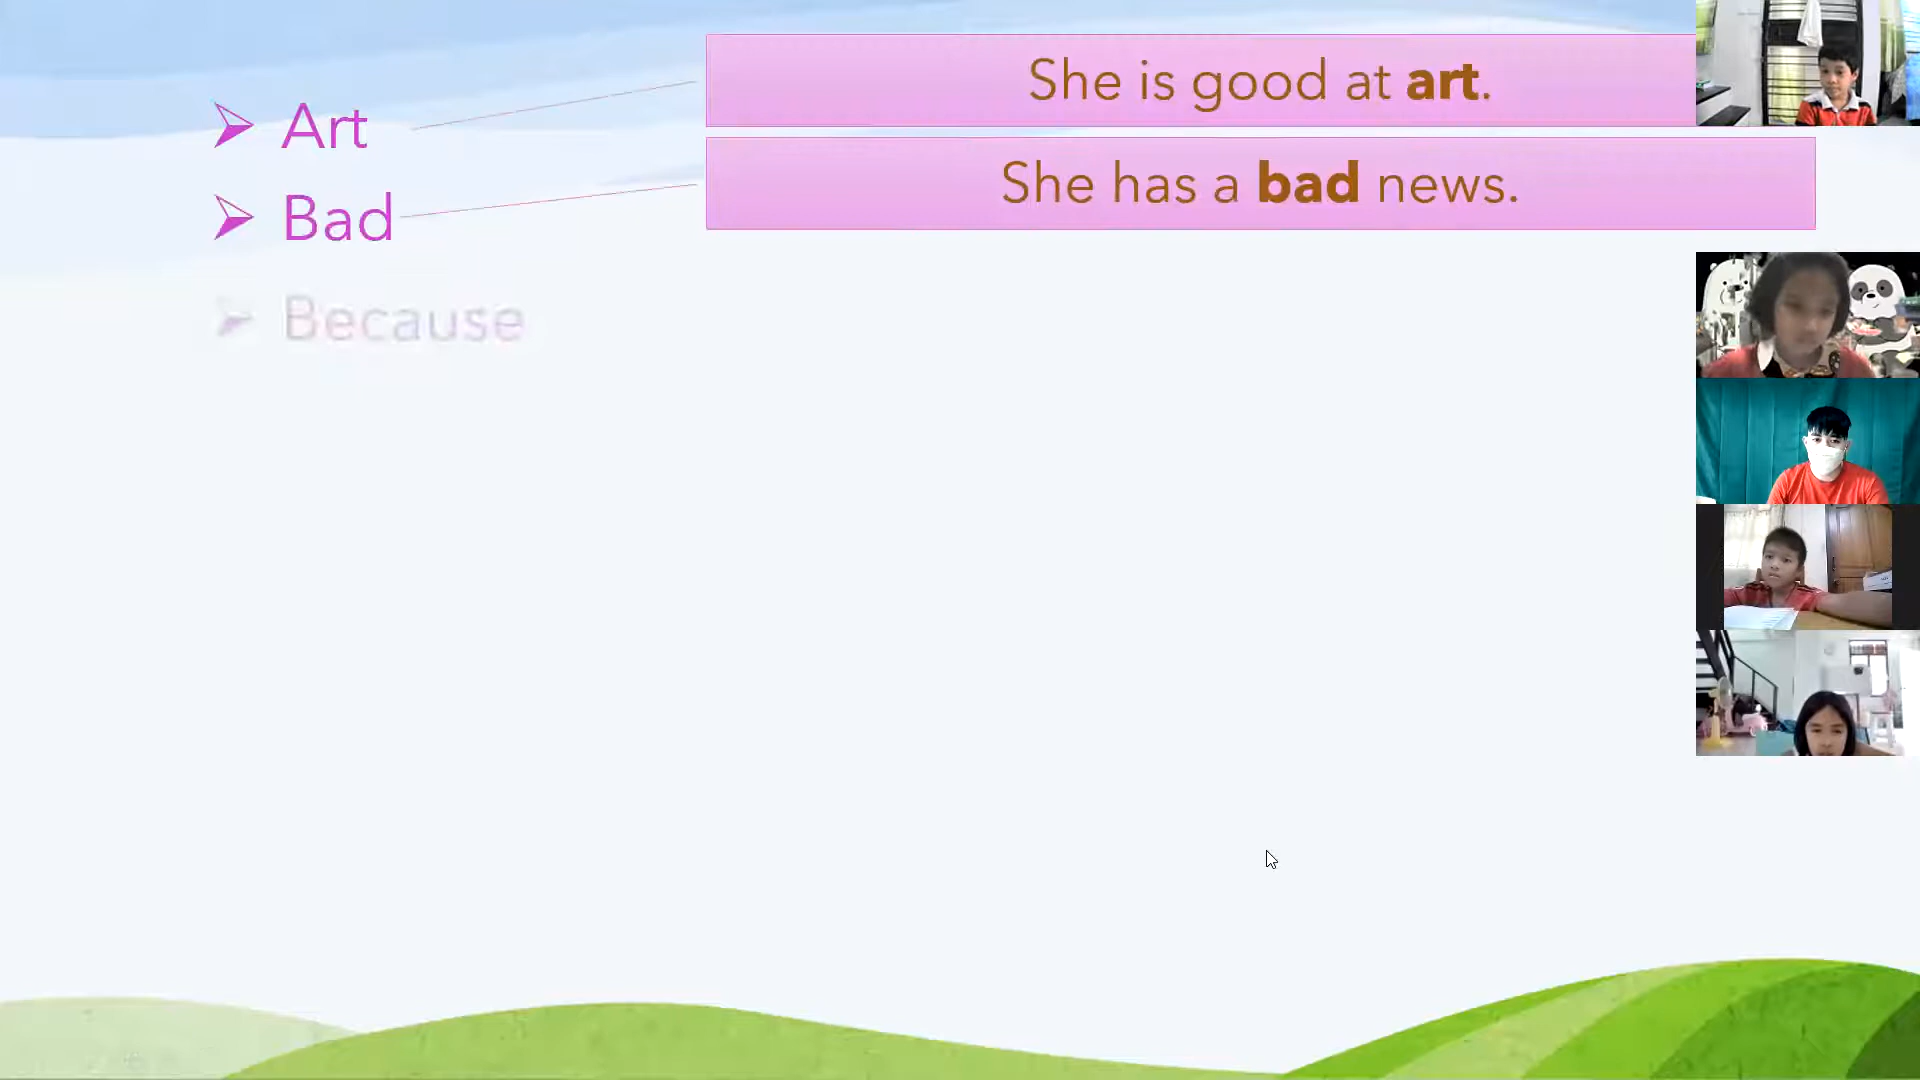 Art
She is good at art.
Bad
She has a bad news.
Because